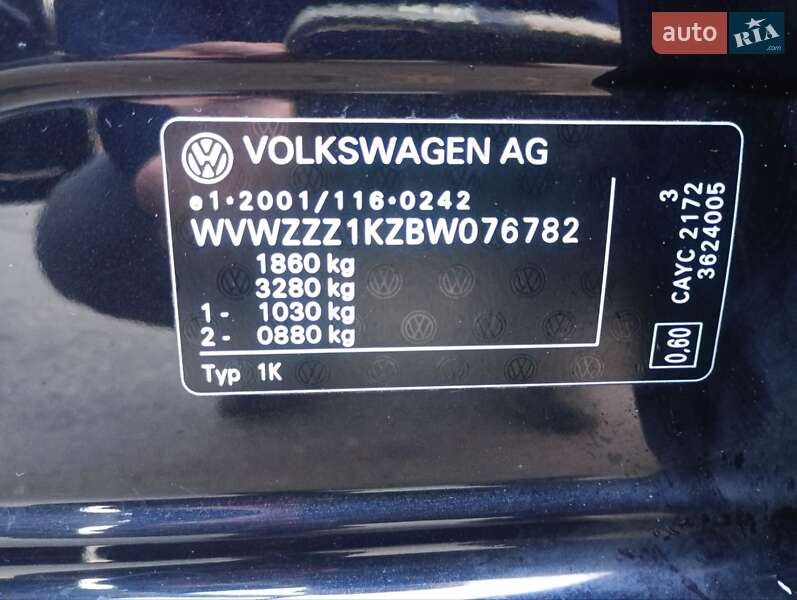 auto RIA
.com
VOLKSWAGEN AG
e1*2001/116*0242
WVWZZZ1KZBW076782
1860 kg
3280 kg
1 - 1030 kg
2 - 0880 kg
Typ 1K
3
CAYC 2172
3624005
0,60